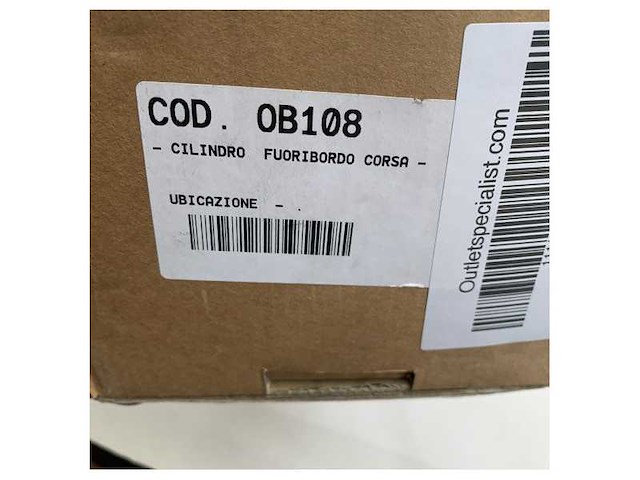 COD. OB108
- CILINDRO FUORIBORDO CORSA -
UBICAZIONE - .
Outletspecialist.com